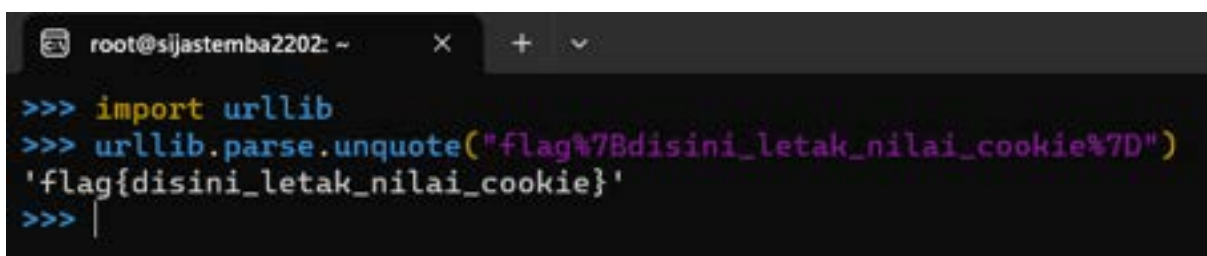 root@sijastemba2202: ~
>>> import urllib
>>> urllib.parse.unquote("flag%7Bdisini_letak_nilai_cookie%7D")
'flag{disini_letak_nilai_cookie}'
>>>